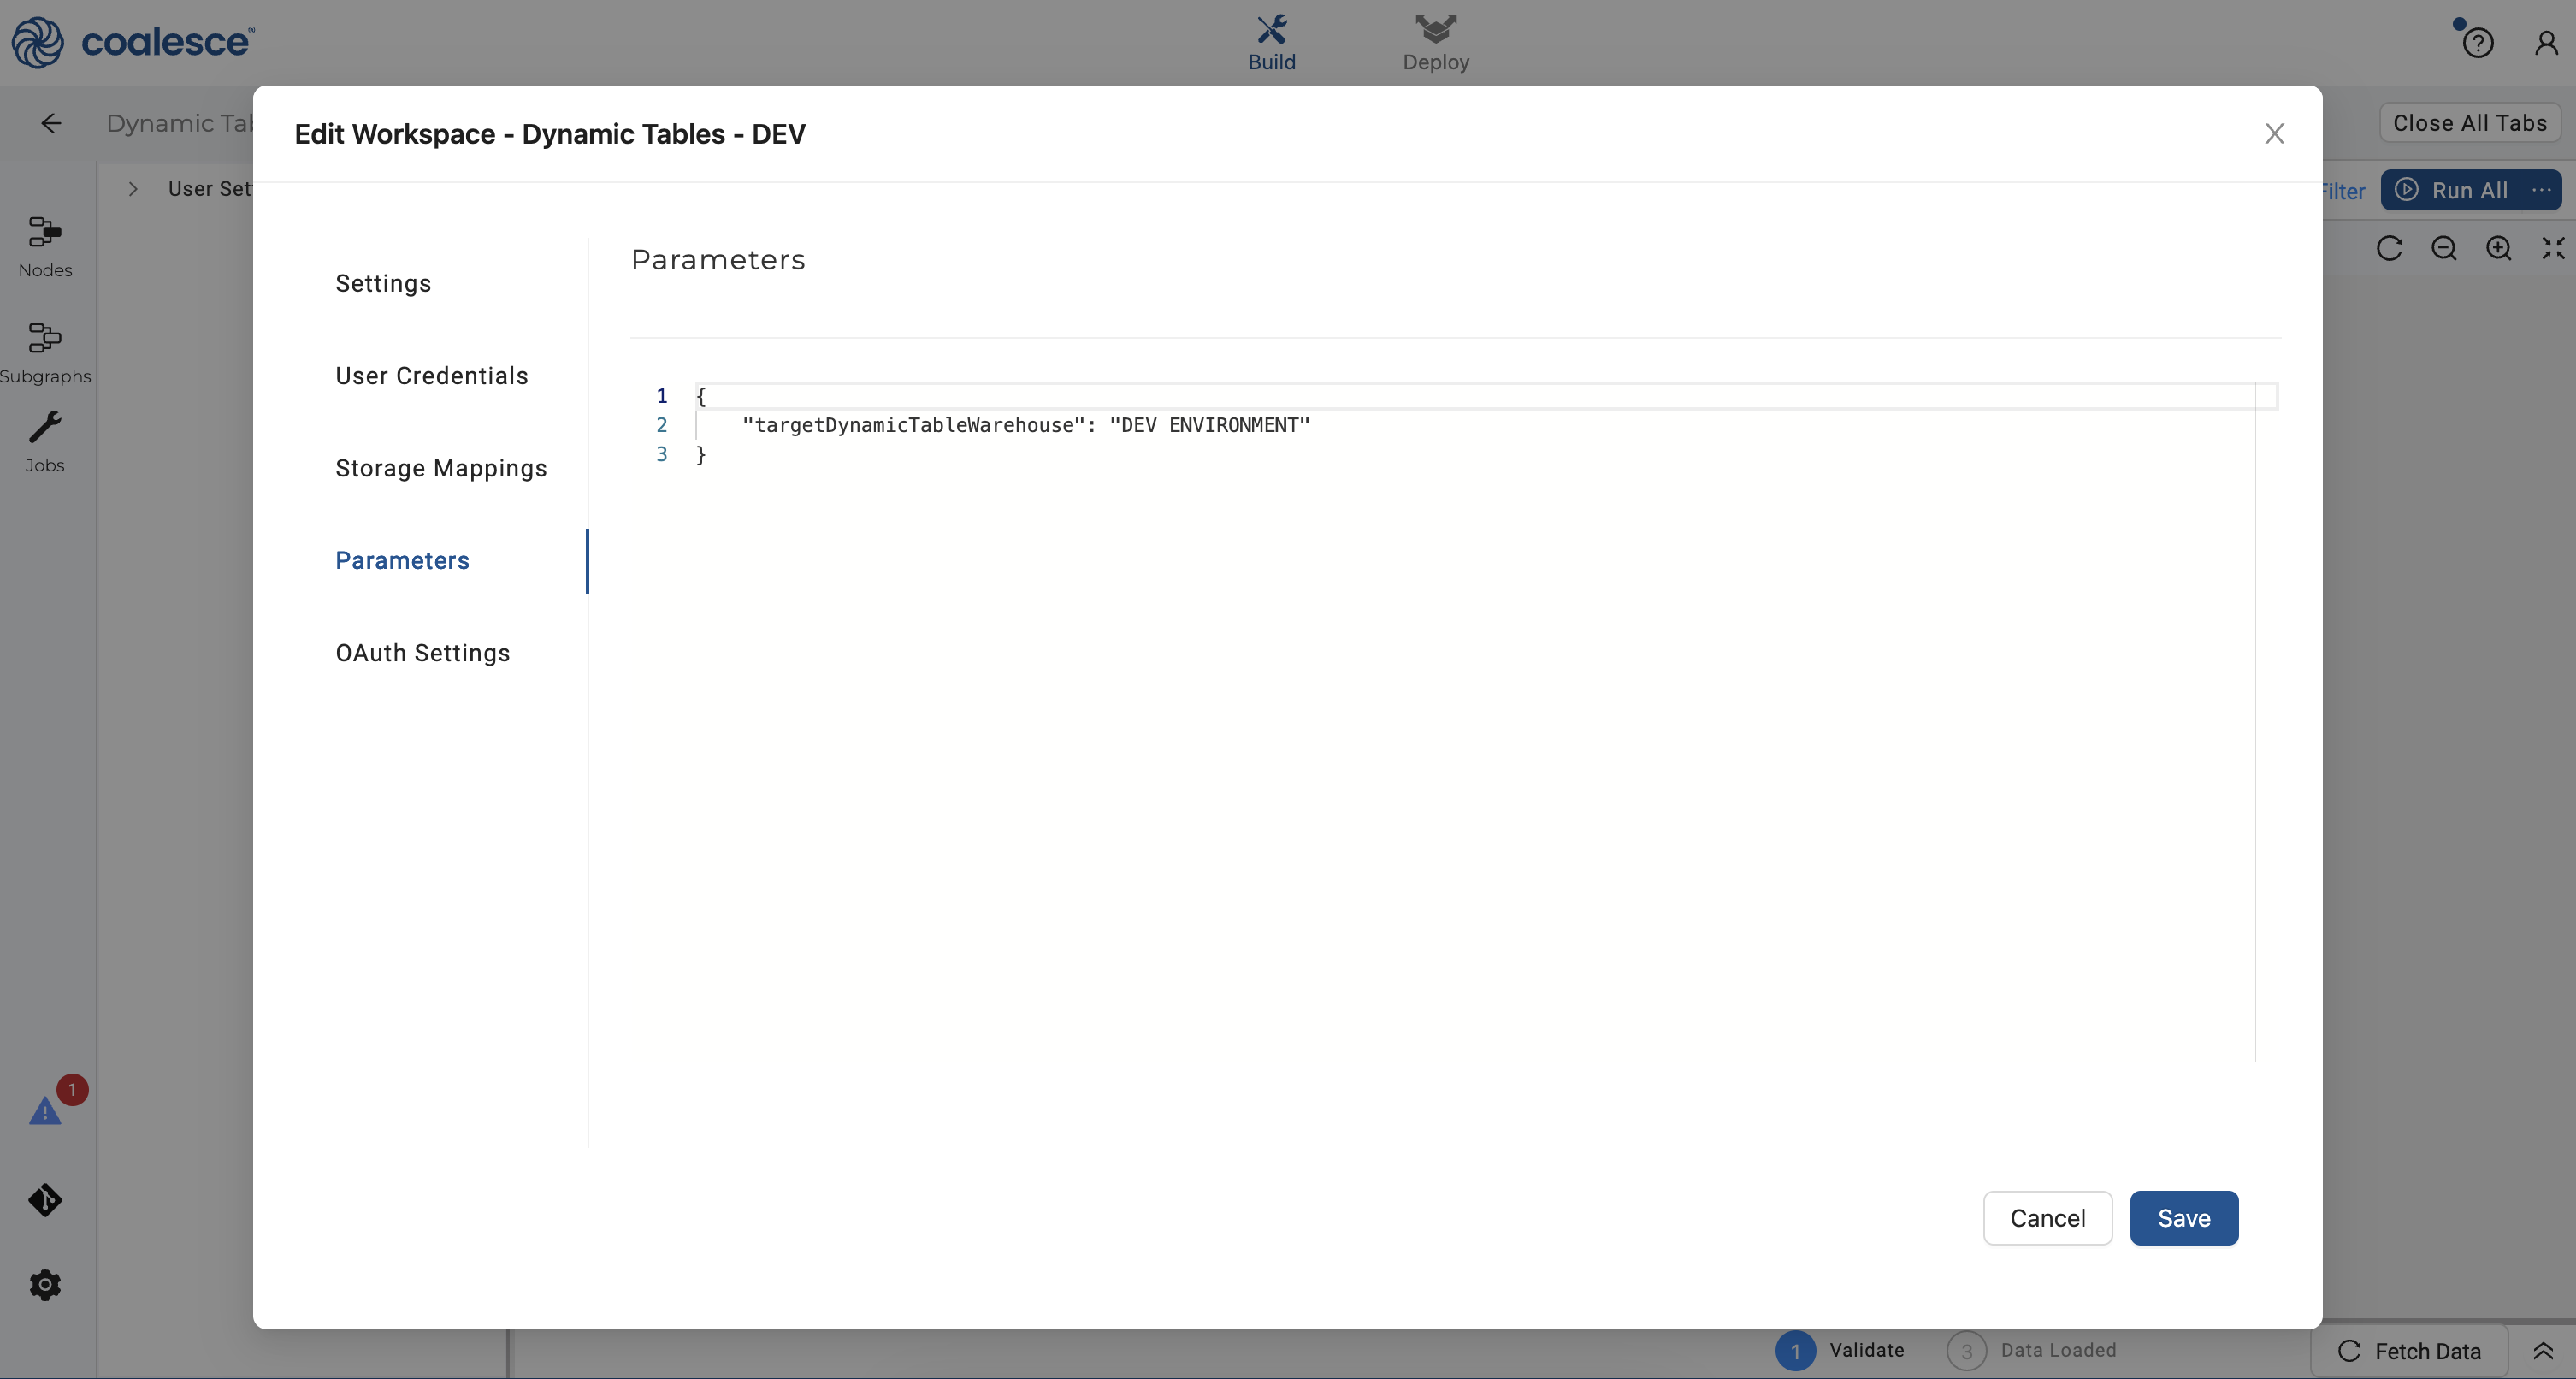 coalesce
Build
Deploy
?
Dynamic Tab
Edit Workspace - Dynamic Tables - DEV
Close All Tabs
User Set
Filter
Run All
Nodes
Subgraphs
Jobs
Settings
User Credentials
Storage Mappings
Parameters
OAuth Settings
Parameters
1 {
2 "targetDynamicTableWarehouse": "DEV ENVIRONMENT"
3 }
1
Cancel
Save
1 Validate
3 Data Loaded
Fetch Data